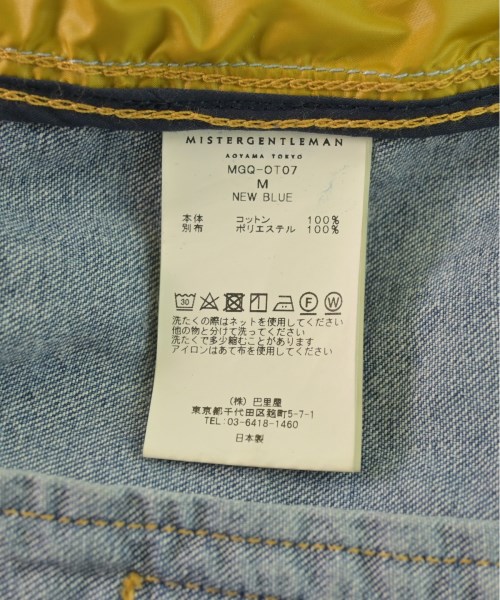 MISTERGENTLEMAN
AOYAMA TOKYO
MGQ-OT07
M
NEW BLUE
本体 コットン 100%
別布 ポリエステル 100%
30 F W
洗たくの際はネットを使用してください
他の物と分けて洗ってください
洗たくで多少縮むことがあります
アイロンはあて布を使用してください
(株) 巴里屋
東京都千代田区麹町5-7-1
TEL:03-6418-1460
日本製